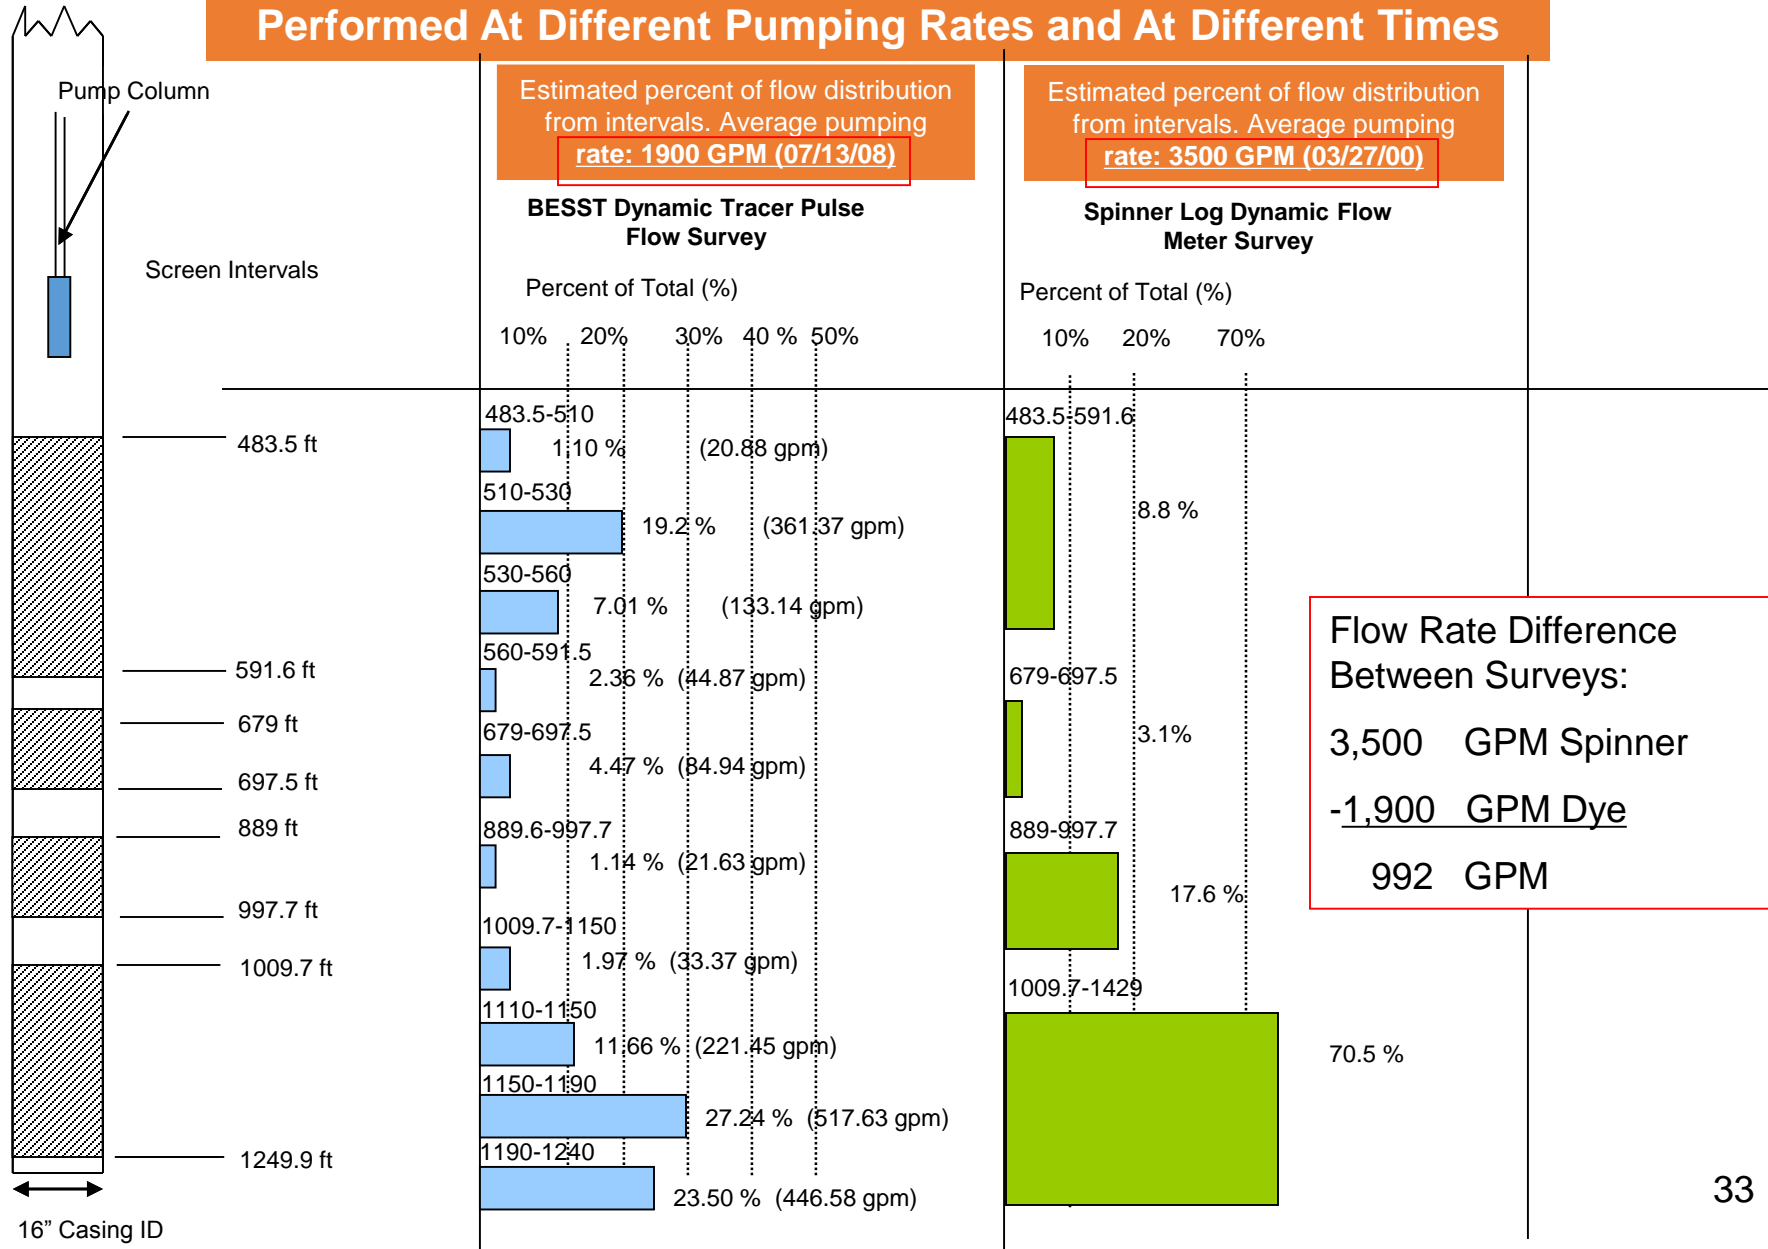 Performed At Different Pumping Rates and At Different Times
Pump Column
Screen Intervals
483.5 ft
591.6 ft
679 ft
697.5 ft
889 ft
997.7 ft
1009.7 ft
1249.9 ft
16” Casing ID
Estimated percent of flow distribution
from intervals. Average pumping
rate: 1900 GPM (07/13/08)
BESST Dynamic Tracer Pulse
Flow Survey
Percent of Total (%)
10% 20% 30% 40 % 50%
483.5-510
1.10 % (20.88 gpm)
510-530
19.2 % (361.37 gpm)
530-560
7.01 % (133.14 gpm)
560-591.5
2.36 % (44.87 gpm)
679-697.5
4.47 % (84.94 gpm)
889.6-997.7
1.14 % (21.63 gpm)
1009.7-1150
1.97 % (33.37 gpm)
1110-1150
11.66 % (221.45 gpm)
1150-1190
27.24 % (517.63 gpm)
1190-1240
23.50 % (446.58 gpm)
Estimated percent of flow distribution
from intervals. Average pumping
rate: 3500 GPM (03/27/00)
Spinner Log Dynamic Flow
Meter Survey
Percent of Total (%)
10% 20% 70%
483.5-591.6
8.8 %
679-697.5
3.1%
889-997.7
17.6 %
1009.7-1429
70.5 %
Flow Rate Difference
Between Surveys:
3,500 GPM Spinner
-1,900 GPM Dye
992 GPM
33